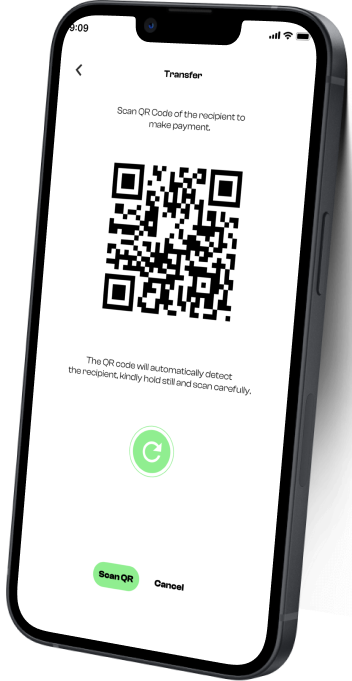 9:09
Transfer
Scan QR Code of the recipient to
make payment.
The QR code will automatically detect
the recipient, kindly hold still and scan carefully.
Scan QR
Cancel